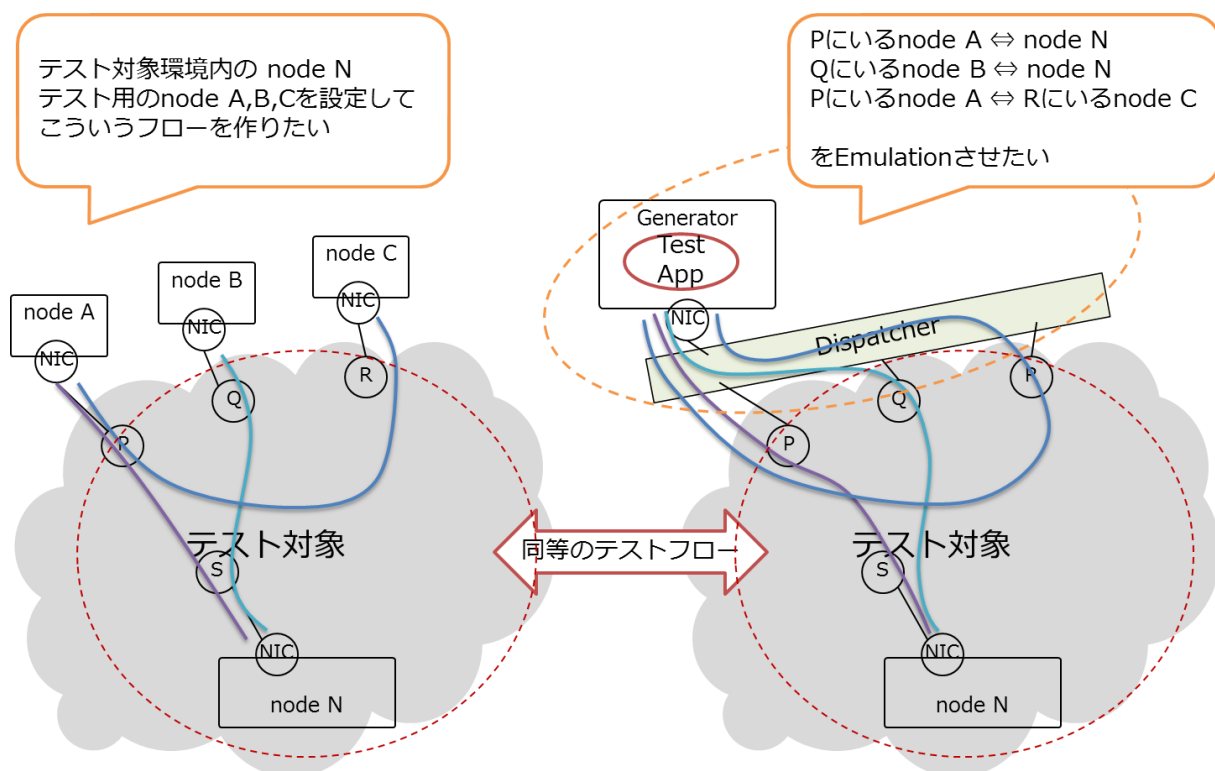 テスト対象環境内の node N
テスト用のnode A,B,Cを設定して
こういうフローを作りたい
Pにいるnode A ⇔ node N
Qにいるnode B ⇔ node N
Pにいるnode A ⇔ Rにいるnode C
をEmulationさせたい
node A
NIC
node B
NIC
node C
NIC
P
Q
R
テスト対象
S
NIC
node N
同等のテストフロー
Generator
Test
App
NIC
Dispatcher
P
Q
R
テスト対象
S
NIC
node N